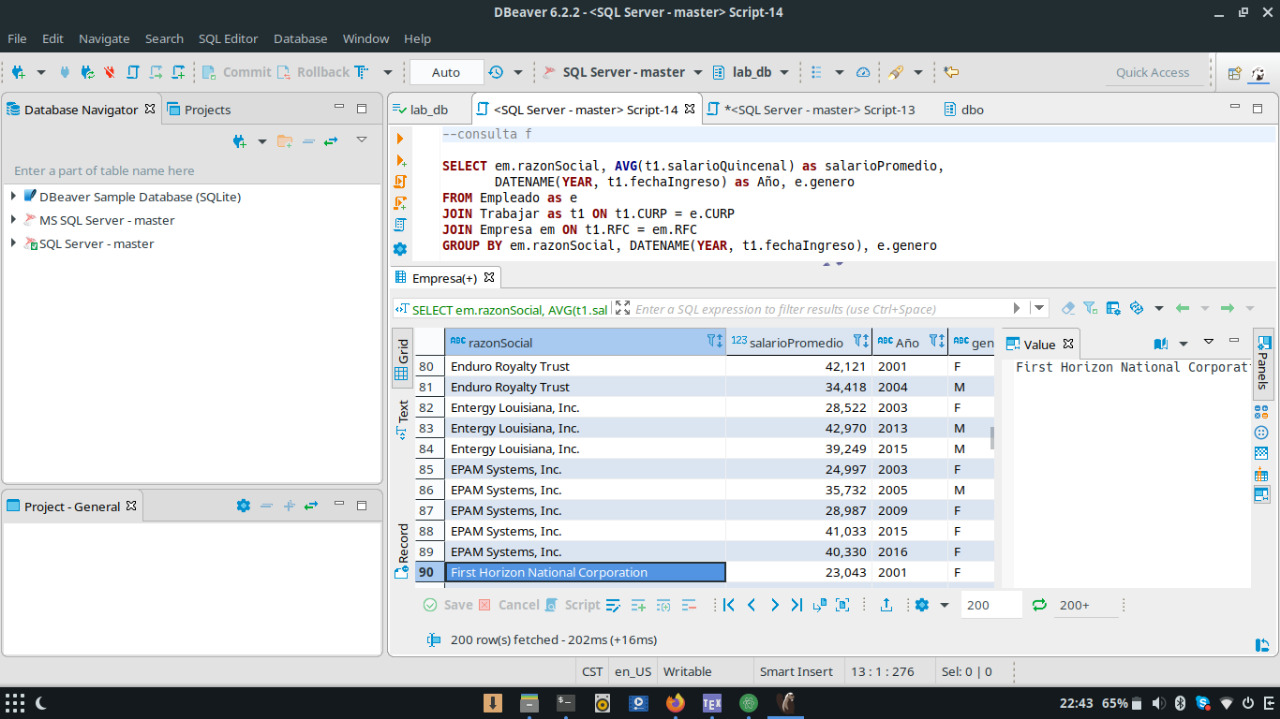 DBeaver 6.2.2 - <SQL Server - master> Script-14
File Edit Navigate Search SQL Editor Database Window Help
Commit Rollback Auto SQL Server - master lab_db Quick Access
Database Navigator Projects
Enter a part of table name here
DBeaver Sample Database (SQLite)
MS SQL Server - master
SQL Server - master
Project - General
lab_db <SQL Server - master> Script-14 *<SQL Server - master> Script-13 dbo
--consulta f
SELECT em.razonSocial, AVG(t1.salarioQuincenal) as salarioPromedio,
DATENAME(YEAR, t1.fechaIngreso) as Año, e.genero
FROM Empleado as e
JOIN Trabajar as t1 ON t1.CURP = e.CURP
JOIN Empresa em ON t1.RFC = em.RFC
GROUP BY em.razonSocial, DATENAME(YEAR, t1.fechaIngreso), e.genero
Empresa(+)
SELECT em.razonSocial, AVG(t1.sal Enter a SQL expression to filter results (use Ctrl+Space)
Grid
Text
Record
ABC razonSocial 123 salarioPromedio ABC Año ABC gen
80 Enduro Royalty Trust 42,121 2001 F
81 Enduro Royalty Trust 34,418 2004 M
82 Entergy Louisiana, Inc. 28,522 2003 F
83 Entergy Louisiana, Inc. 42,970 2013 M
84 Entergy Louisiana, Inc. 39,249 2015 M
85 EPAM Systems, Inc. 24,997 2003 F
86 EPAM Systems, Inc. 35,732 2005 M
87 EPAM Systems, Inc. 28,987 2009 F
88 EPAM Systems, Inc. 41,033 2015 F
89 EPAM Systems, Inc. 40,330 2016 F
90 First Horizon National Corporation 23,043 2001 F
Value
First Horizon National Corporat
Panels
Save Cancel Script 200 200+
200 row(s) fetched - 202ms (+16ms)
CST en_US Writable Smart Insert 13 : 1 : 276 Sel: 0 | 0
TEX
22:43 65%